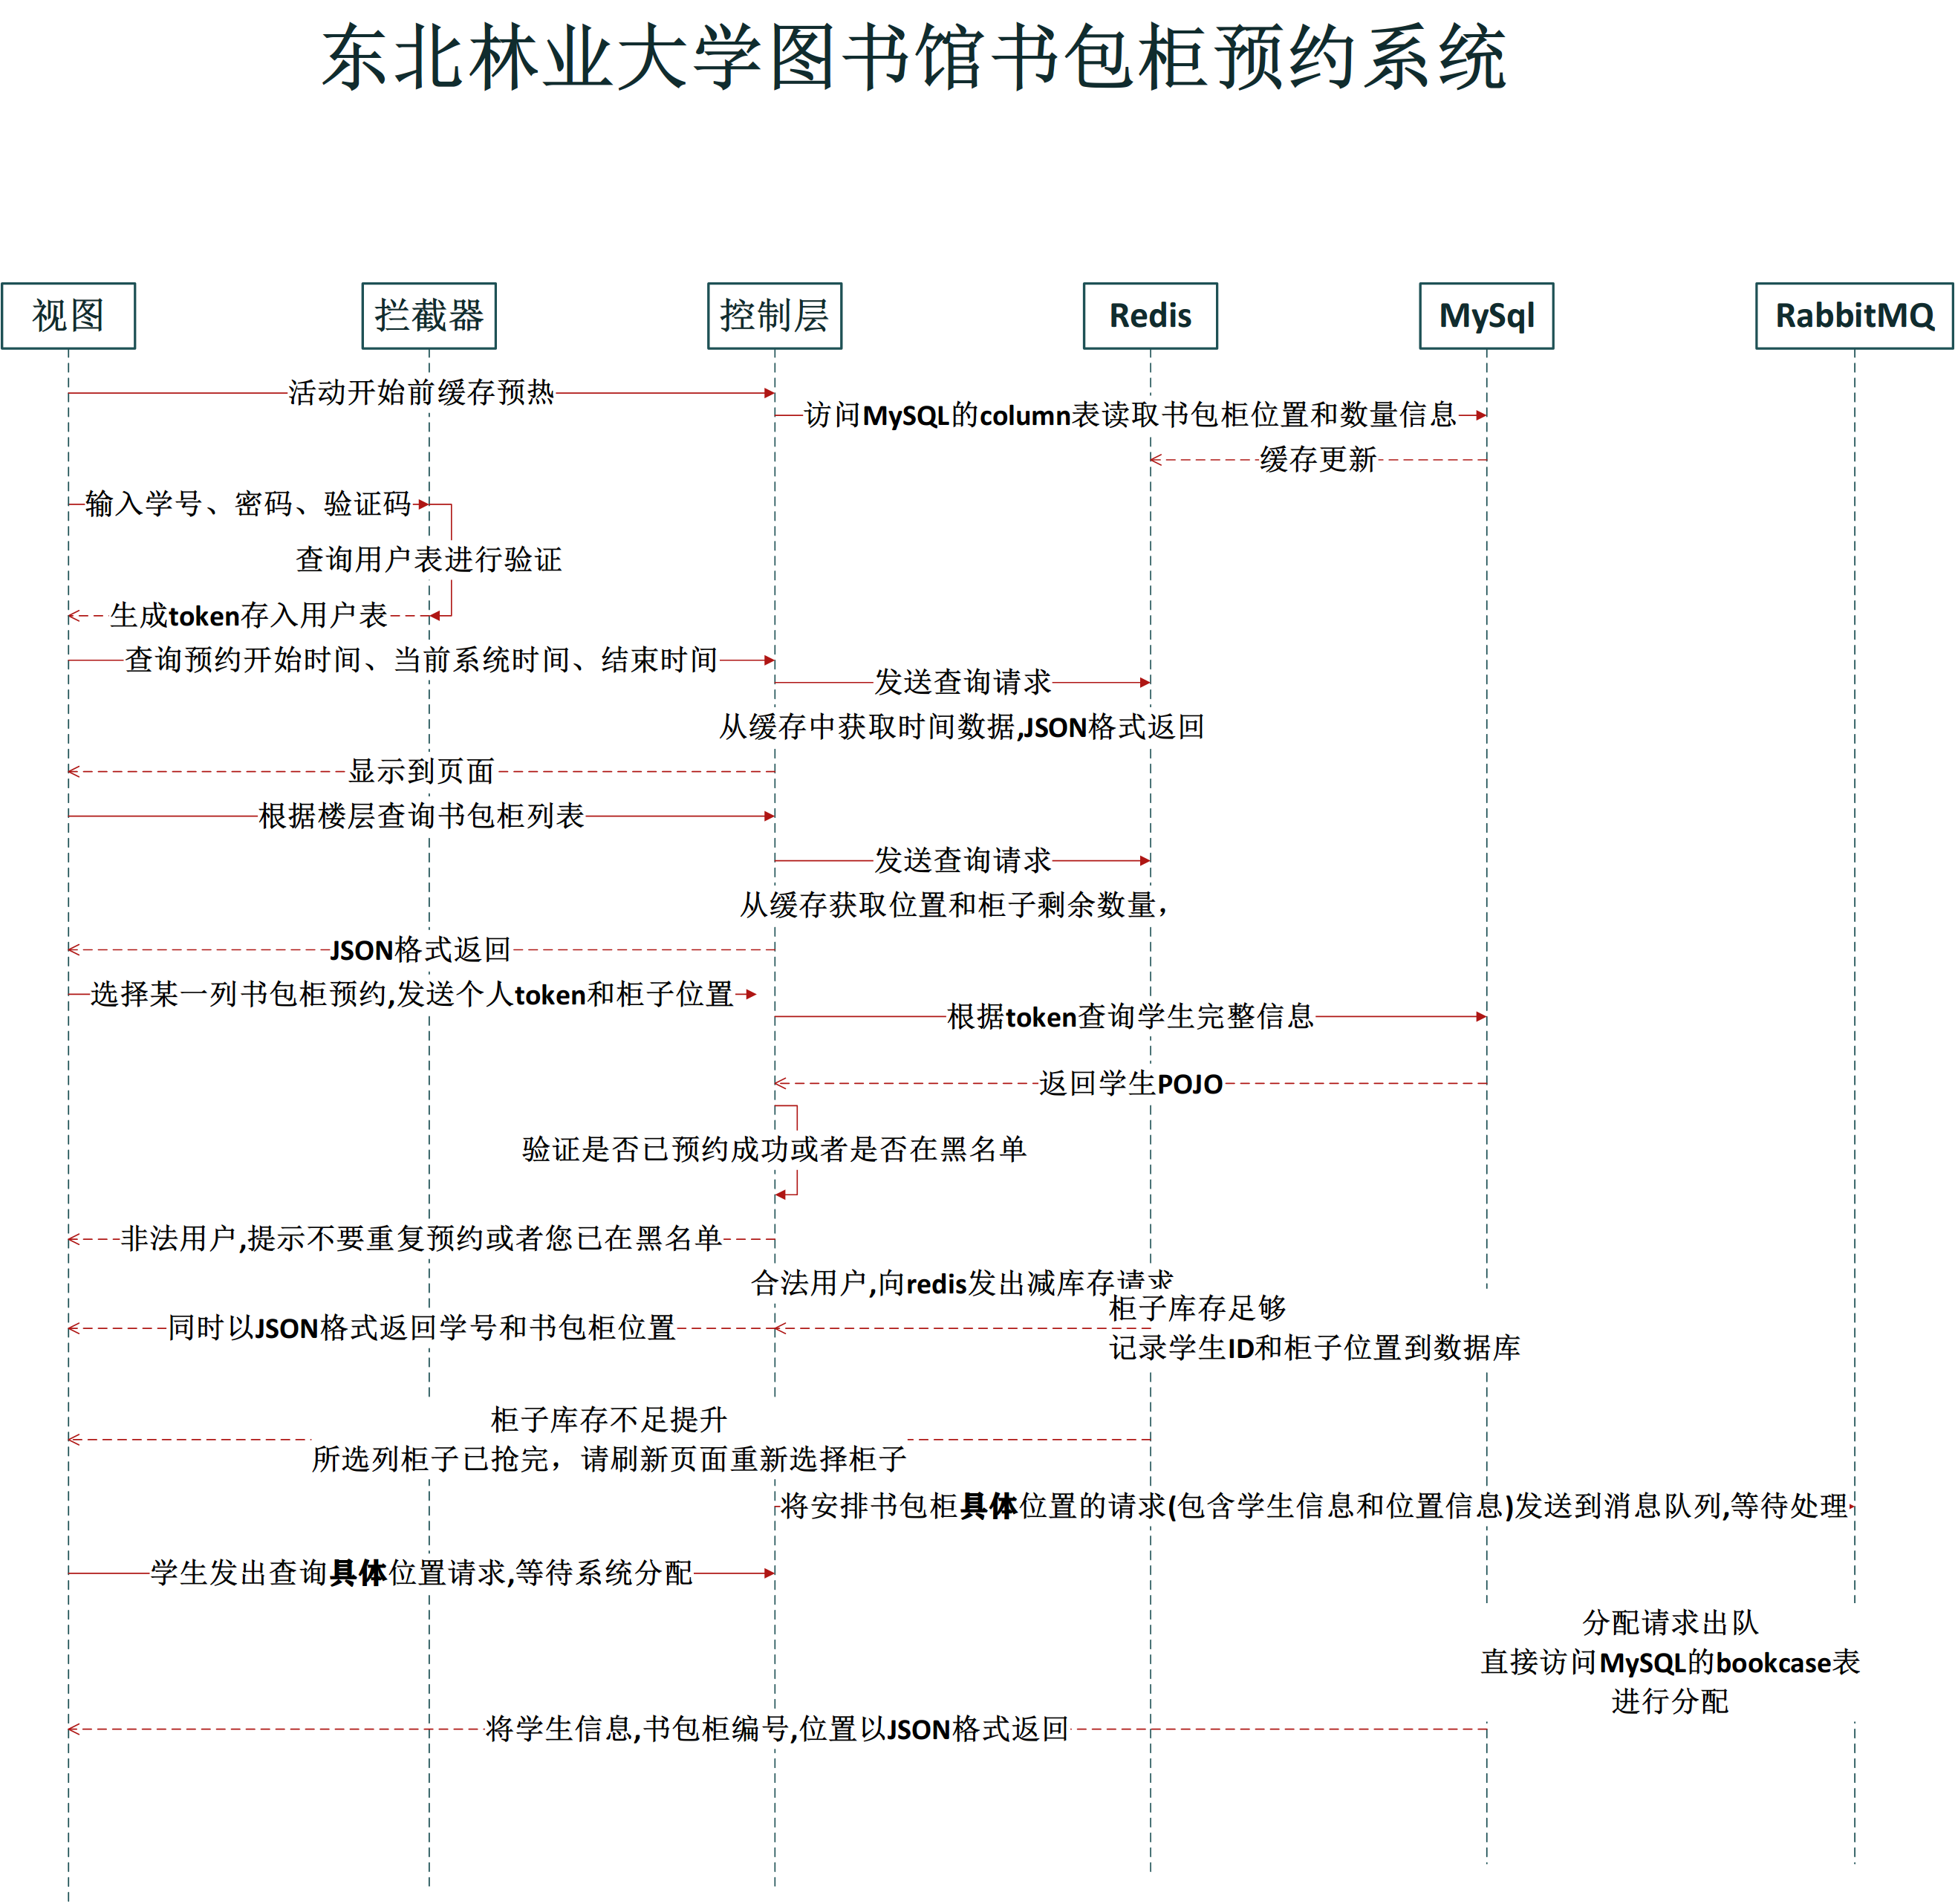 东北林业大学图书馆书包柜预约系统
视图
拦截器
控制层
Redis
MySql
RabbitMQ
活动开始前缓存预热
访问MySQL的column表读取书包柜位置和数量信息
缓存更新
输入学号、密码、验证码
查询用户表进行验证
生成token存入用户表
查询预约开始时间、当前系统时间、结束时间
发送查询请求
从缓存中获取时间数据,JSON格式返回
显示到页面
根据楼层查询书包柜列表
发送查询请求
从缓存获取位置和柜子剩余数量，
JSON格式返回
选择某一列书包柜预约,发送个人token和柜子位置
根据token查询学生完整信息
返回学生POJO
验证是否已预约成功或者是否在黑名单
非法用户,提示不要重复预约或者您已在黑名单
合法用户,向redis发出减库存请求
柜子库存足够
同时以JSON格式返回学号和书包柜位置
记录学生ID和柜子位置到数据库
柜子库存不足提升
所选列柜子已抢完，请刷新页面重新选择柜子
将安排书包柜具体位置的请求(包含学生信息和位置信息)发送到消息队列,等待处理
学生发出查询具体位置请求,等待系统分配
分配请求出队
直接访问MySQL的bookcase表
进行分配
将学生信息,书包柜编号,位置以JSON格式返回